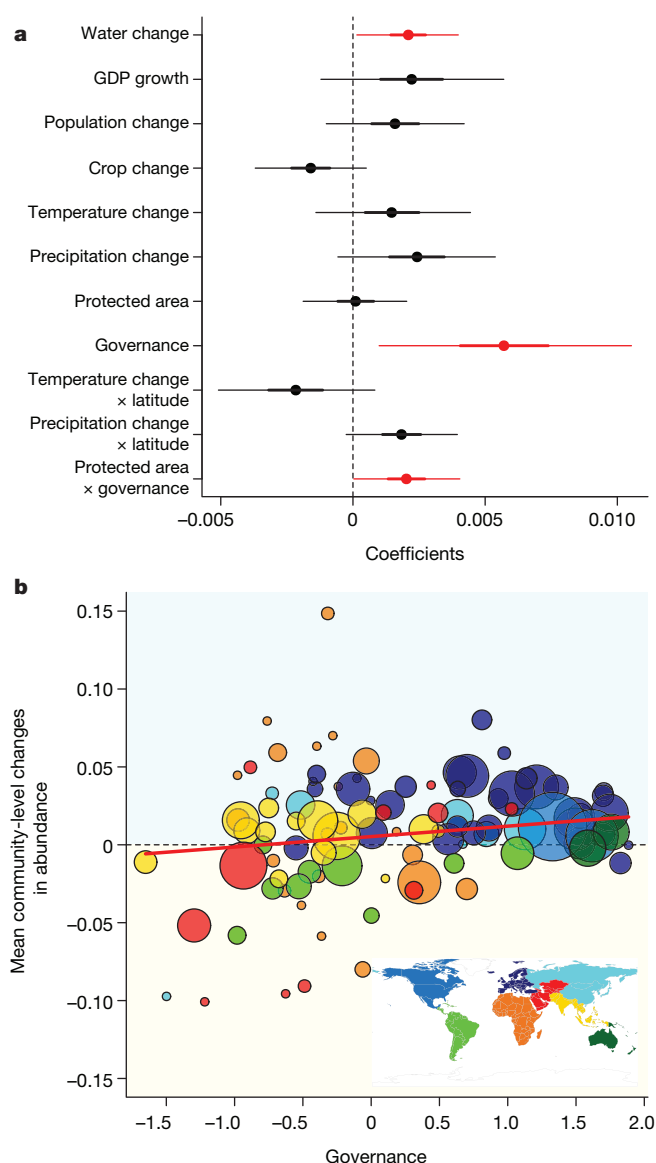 a
Water change
GDP growth
Population change
Crop change
Temperature change
Precipitation change
Protected area
Governance
Temperature change
× latitude
Precipitation change
× latitude
Protected area
× governance
−0.005
0
0.005
0.010
Coefficients
b
0.15
0.10
0.05
0
−0.05
−0.10
−0.15
Mean community-level changes
in abundance
−1.5
−1.0
−0.5
0
0.5
1.0
1.5
2.0
Governance